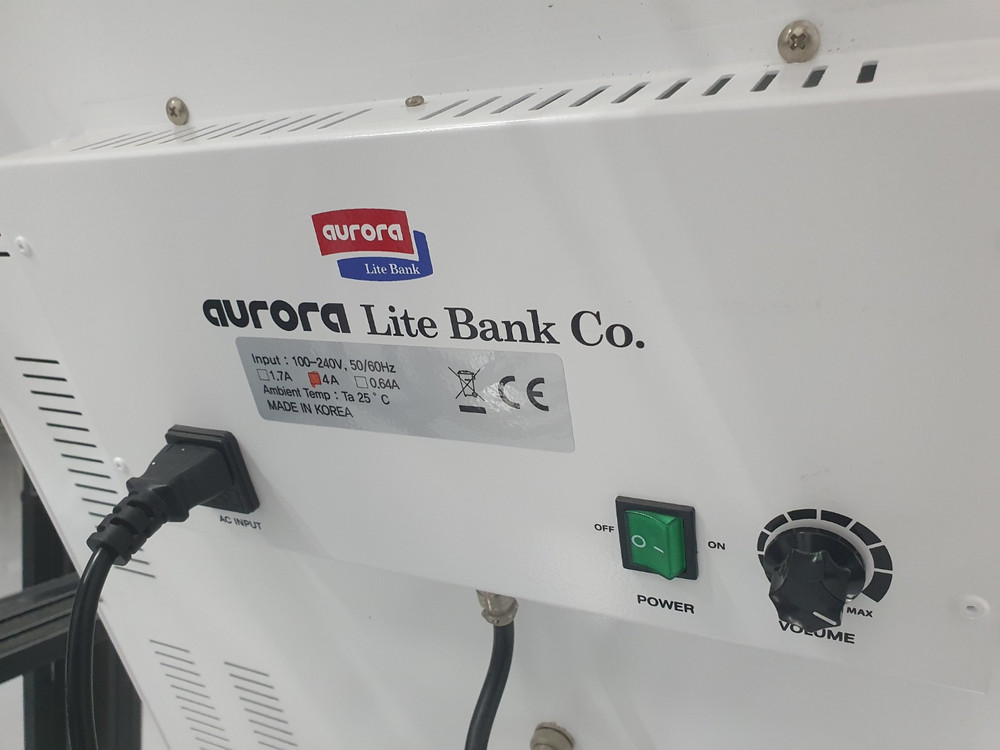 aurora
Lite Bank
aurora Lite Bank Co.
Input : 100-240V, 50/60Hz
1.7A 4A 0.64A
Ambient Temp : Ta 25˚C
MADE IN KOREA
CE
AC INPUT
OFF
ON
POWER
MAX
VOLUME